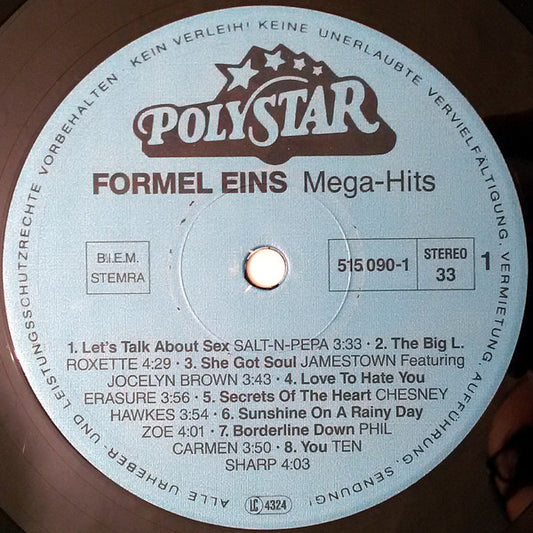 ALLE URHEBER- UND LEISTUNGSSCHUTZRECHTE VORBEHALTEN · KEIN VERLEIH! KEINE UNERLAUBTE VERVIELFÄLTIGUNG, VERMIETUNG, AUFFÜHRUNG, SENDUNG!
POLYSTAR
FORMEL EINS Mega-Hits
B.I.E.M.
STEMRA
515 090-1
STEREO
33
1
1. Let's Talk About Sex SALT-N-PEPA 3:33 · 2. The Big L.
ROXETTE 4:29 · 3. She Got Soul JAMESTOWN Featuring
JOCELYN BROWN 3:43 · 4. Love To Hate You
ERASURE 3:56 · 5. Secrets Of The Heart CHESNEY
HAWKES 3:54 · 6. Sunshine On A Rainy Day
ZOE 4:01 · 7. Borderline Down PHIL
CARMEN 3:50 · 8. You TEN
SHARP 4:03
LC 4324